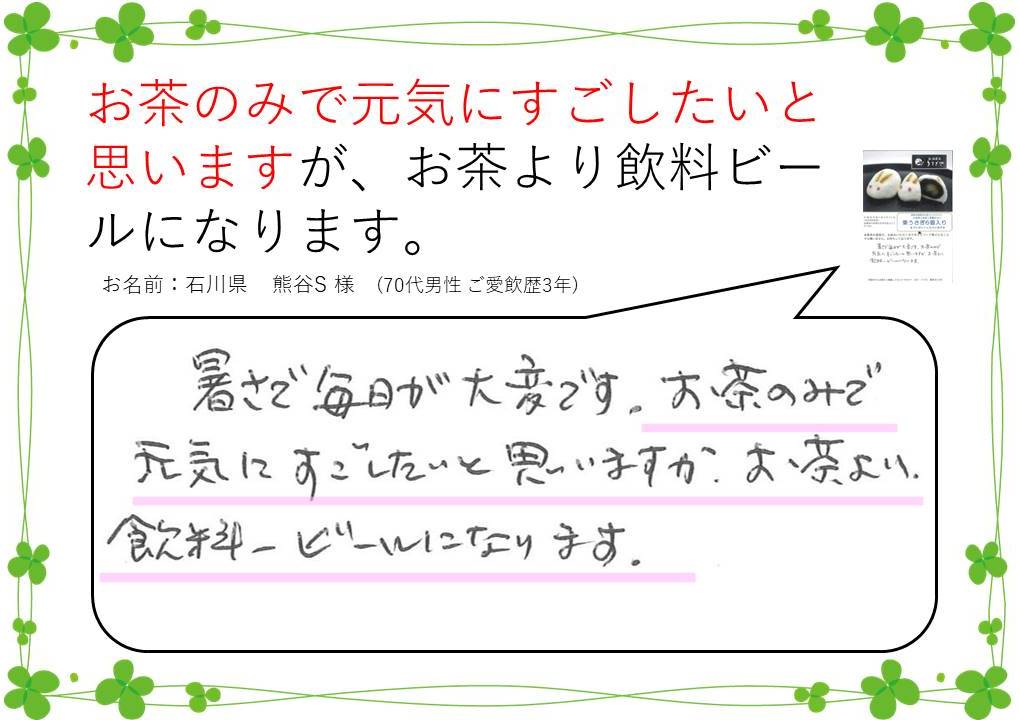 お茶のみで元気にすごしたいと
思いますが、お茶より飲料ビー
ルになります。
お名前：石川県 熊谷S 様 (70代男性 ご愛飲歴3年)
暑さで毎日が大変です。お茶のみで
元気にすごしたいと思いますが、お茶より、
飲料ービールになります。